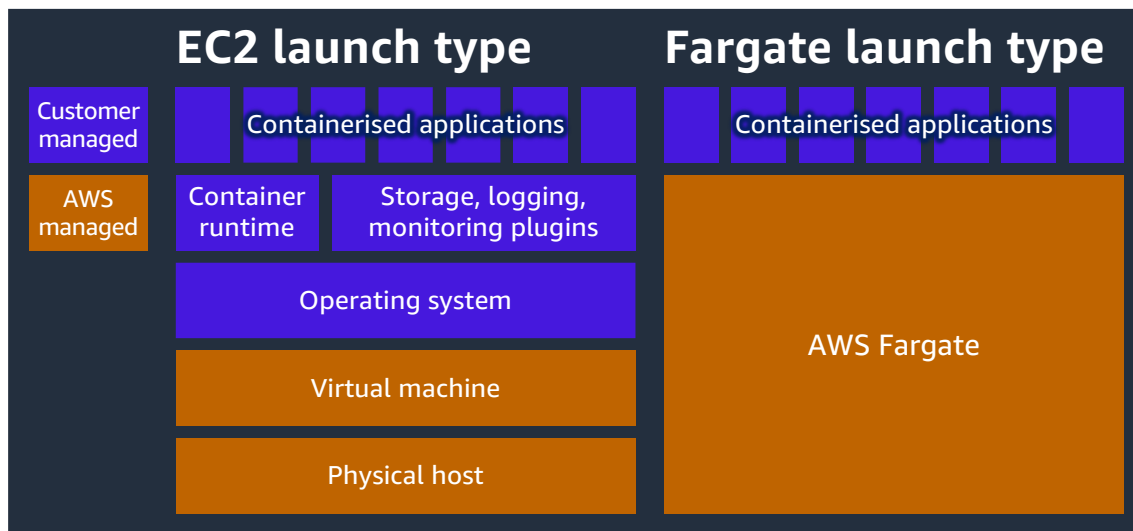 EC2 launch type
Fargate launch type
Customer
managed
Containerised applications
Containerised applications
AWS
managed
Container
runtime
Storage, logging,
monitoring plugins
Operating system
AWS Fargate
Virtual machine
Physical host